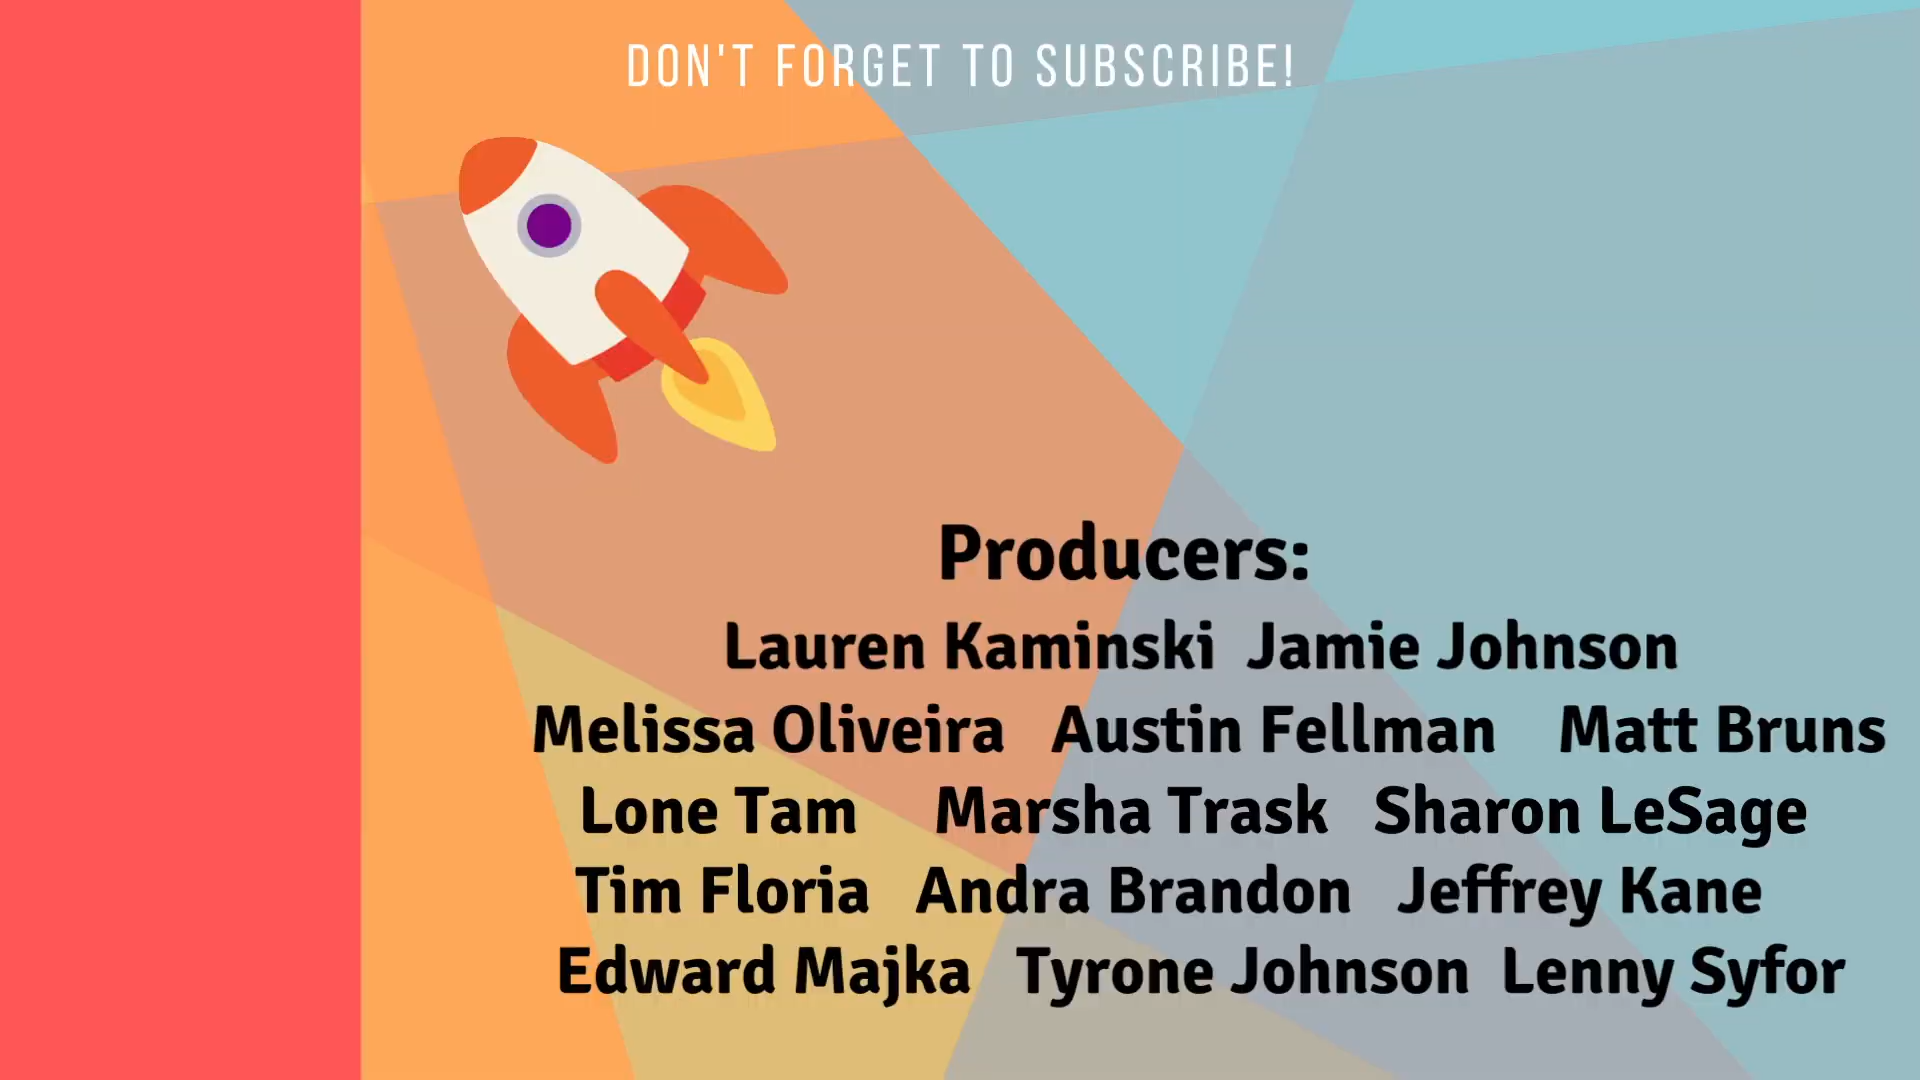 DON'T FORGET TO SUBSCRIBE!
Producers:
Lauren Kaminski Jamie Johnson
Melissa Oliveira Austin Fellman Matt Bruns
Lone Tam Marsha Trask Sharon LeSage
Tim Floria Andra Brandon Jeffrey Kane
Edward Majka Tyrone Johnson Lenny Syfor